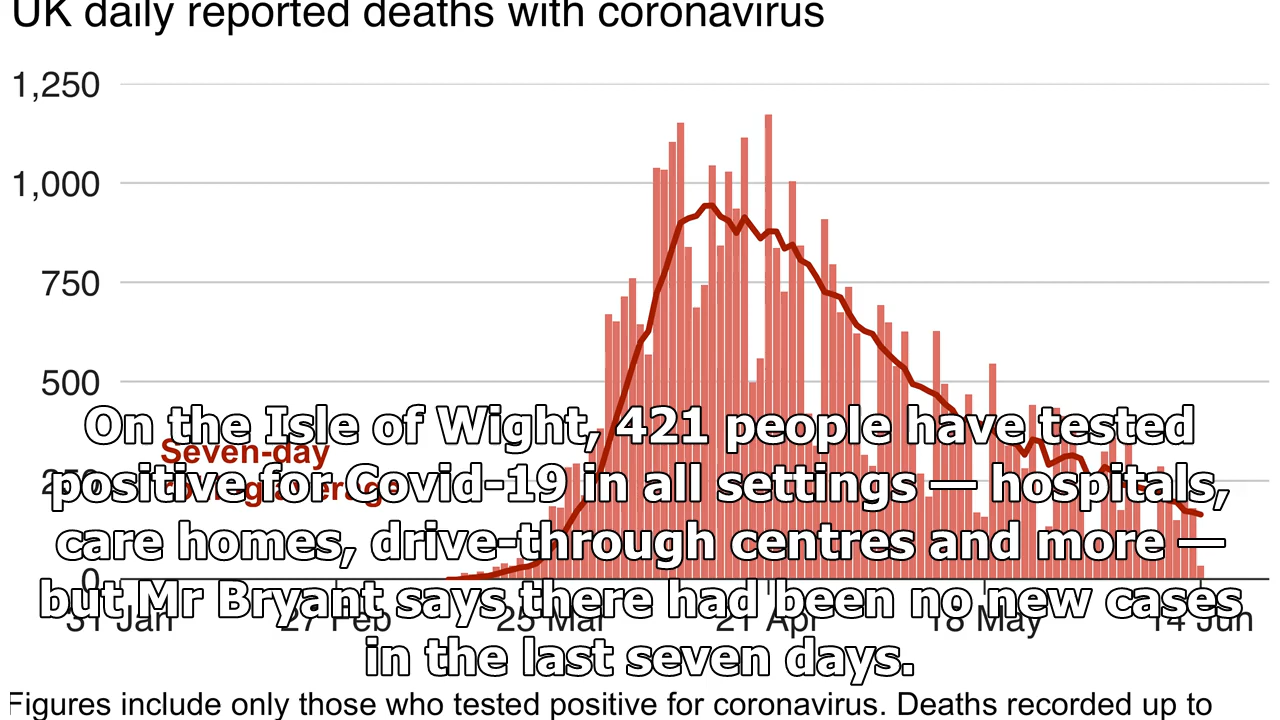 UK daily reported deaths with coronavirus
1,250
1,000
750
500
250
0
Seven-day
rolling average
On the Isle of Wight, 421 people have tested
positive for Covid-19 in all settings — hospitals,
care homes, drive-through centres and more —
but Mr Bryant says there had been no new cases
in the last seven days.
31 Jan 27 Feb 25 Mar 21 Apr 18 May 14 Jun
Figures include only those who tested positive for coronavirus. Deaths recorded up to